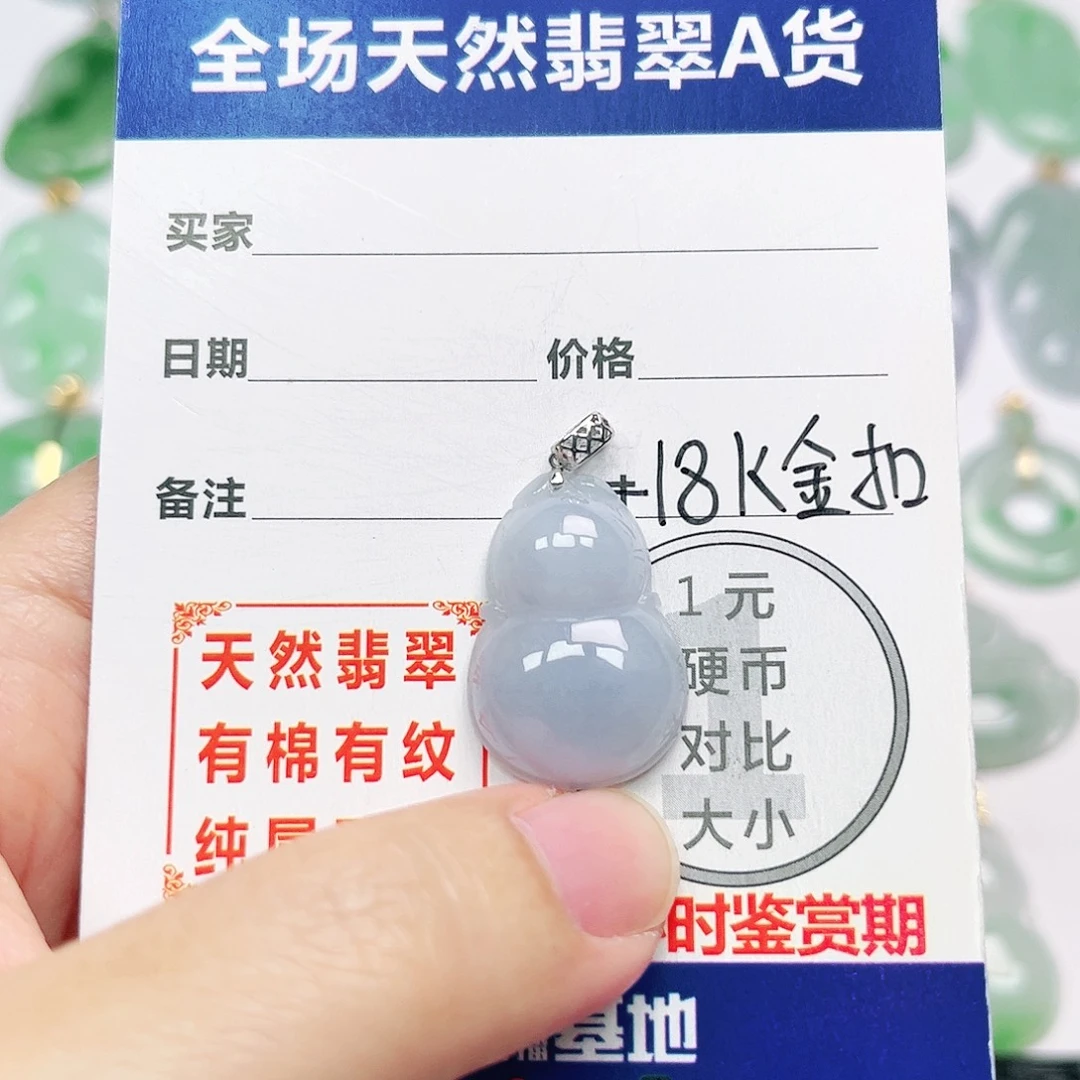 全场天然翡翠A货
买家
日期 价格
备注
18K金扣
天然翡翠
有棉有纹
纯
1元
硬币
对比
大小
时鉴赏期
基地